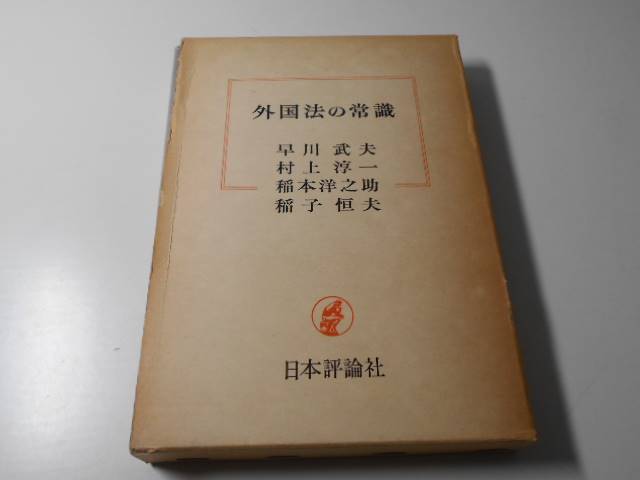 外国法の常識
早川武夫
村上淳一
稲本洋之助
稲子恒夫
日本評論社